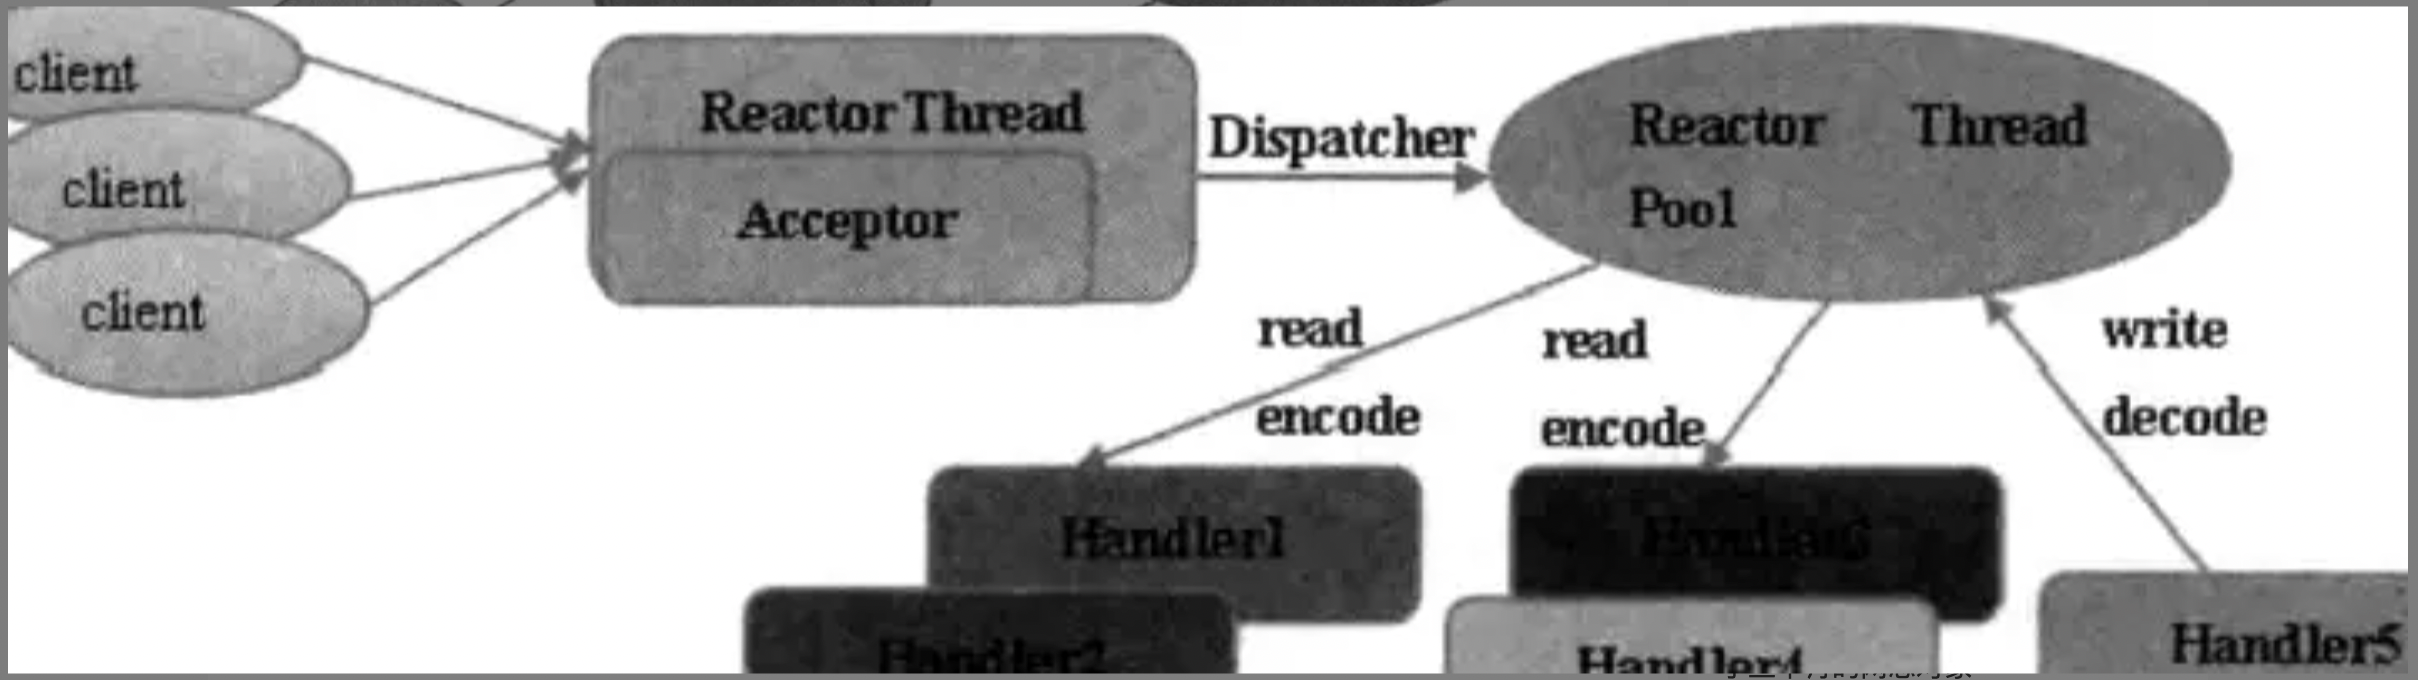 client
client
client
Reactor Thread
Acceptor
Dispatcher
Reactor Thread
Pool
read
encode
read
encode
write
decode
Handler1
Handler2
Handler4
Handler5